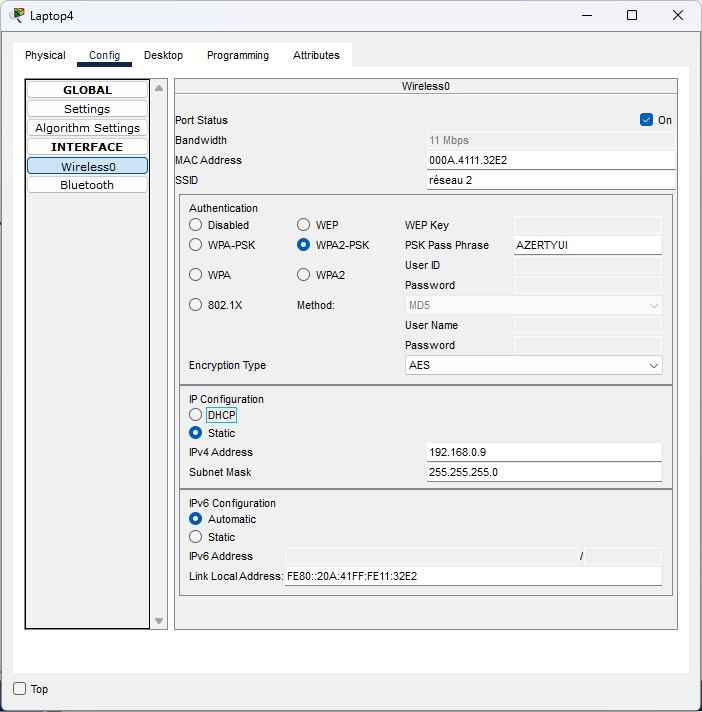 Laptop4
Physical Config Desktop Programming Attributes
GLOBAL
Settings
Algorithm Settings
INTERFACE
Wireless0
Bluetooth
Wireless0
Port Status On
Bandwidth 11 Mbps
MAC Address 000A.4111.32E2
SSID réseau 2
Authentication
Disabled WEP WEP Key
WPA-PSK WPA2-PSK PSK Pass Phrase AZERTYUI
User ID
WPA WPA2 Password
802.1X Method: MD5
User Name
Password
Encryption Type AES
IP Configuration
DHCP
Static
IPv4 Address 192.168.0.9
Subnet Mask 255.255.255.0
IPv6 Configuration
Automatic
Static
IPv6 Address /
Link Local Address: FE80::20A:41FF:FE11:32E2
Top